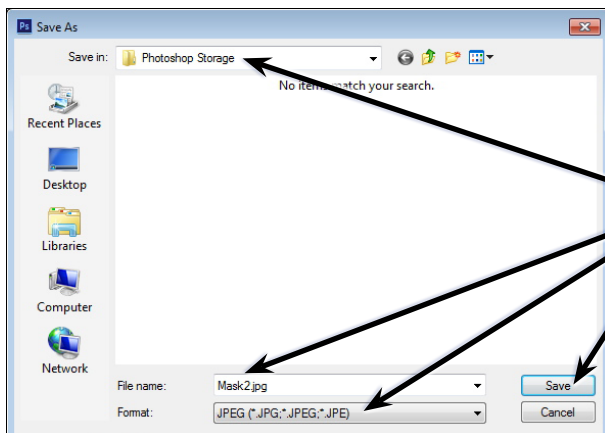 Ps Save As
Save in: Photoshop Storage
No items match your search.
Recent Places
Desktop
Libraries
Computer
Network
File name: Mask2.jpg Save
Format: JPEG (*.JPG;*.JPEG;*.JPE) Cancel